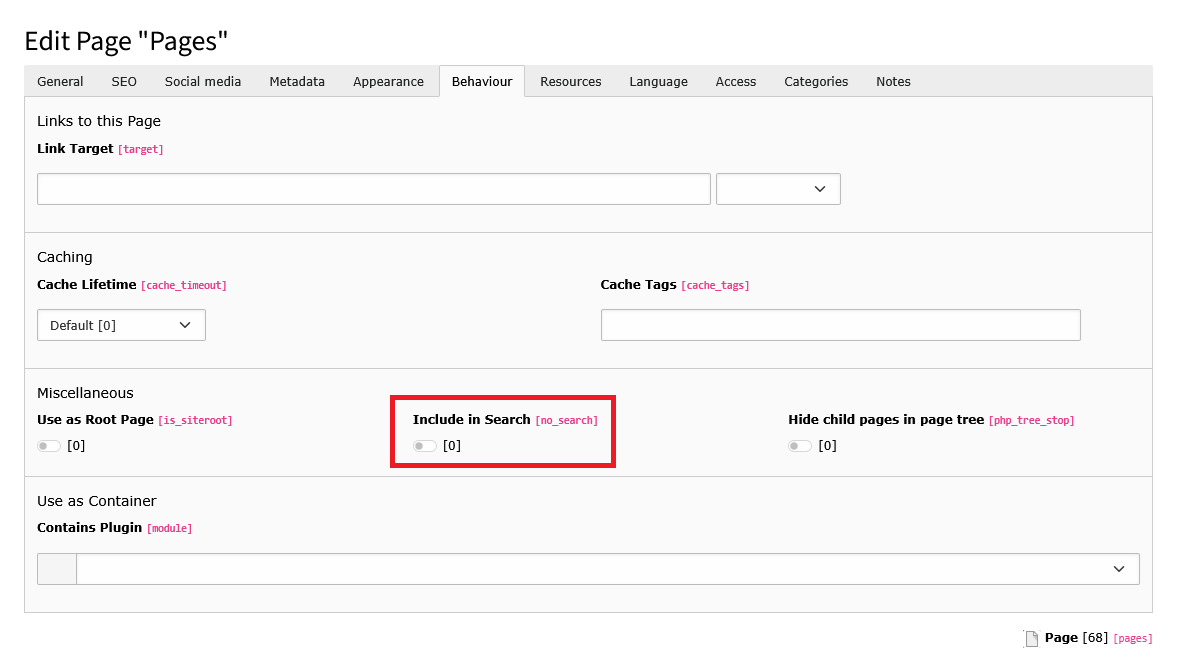 Edit Page "Pages"
General SEO Social media Metadata Appearance Behaviour Resources Language Access Categories Notes
Links to this Page
Link Target [target]
Caching
Cache Lifetime [cache_timeout] Cache Tags [cache_tags]
Default [0]
Miscellaneous
Use as Root Page [is_siteroot] Include in Search [no_search] Hide child pages in page tree [php_tree_stop]
[0] [0] [0]
Use as Container
Contains Plugin [module]
Page [68] [pages]